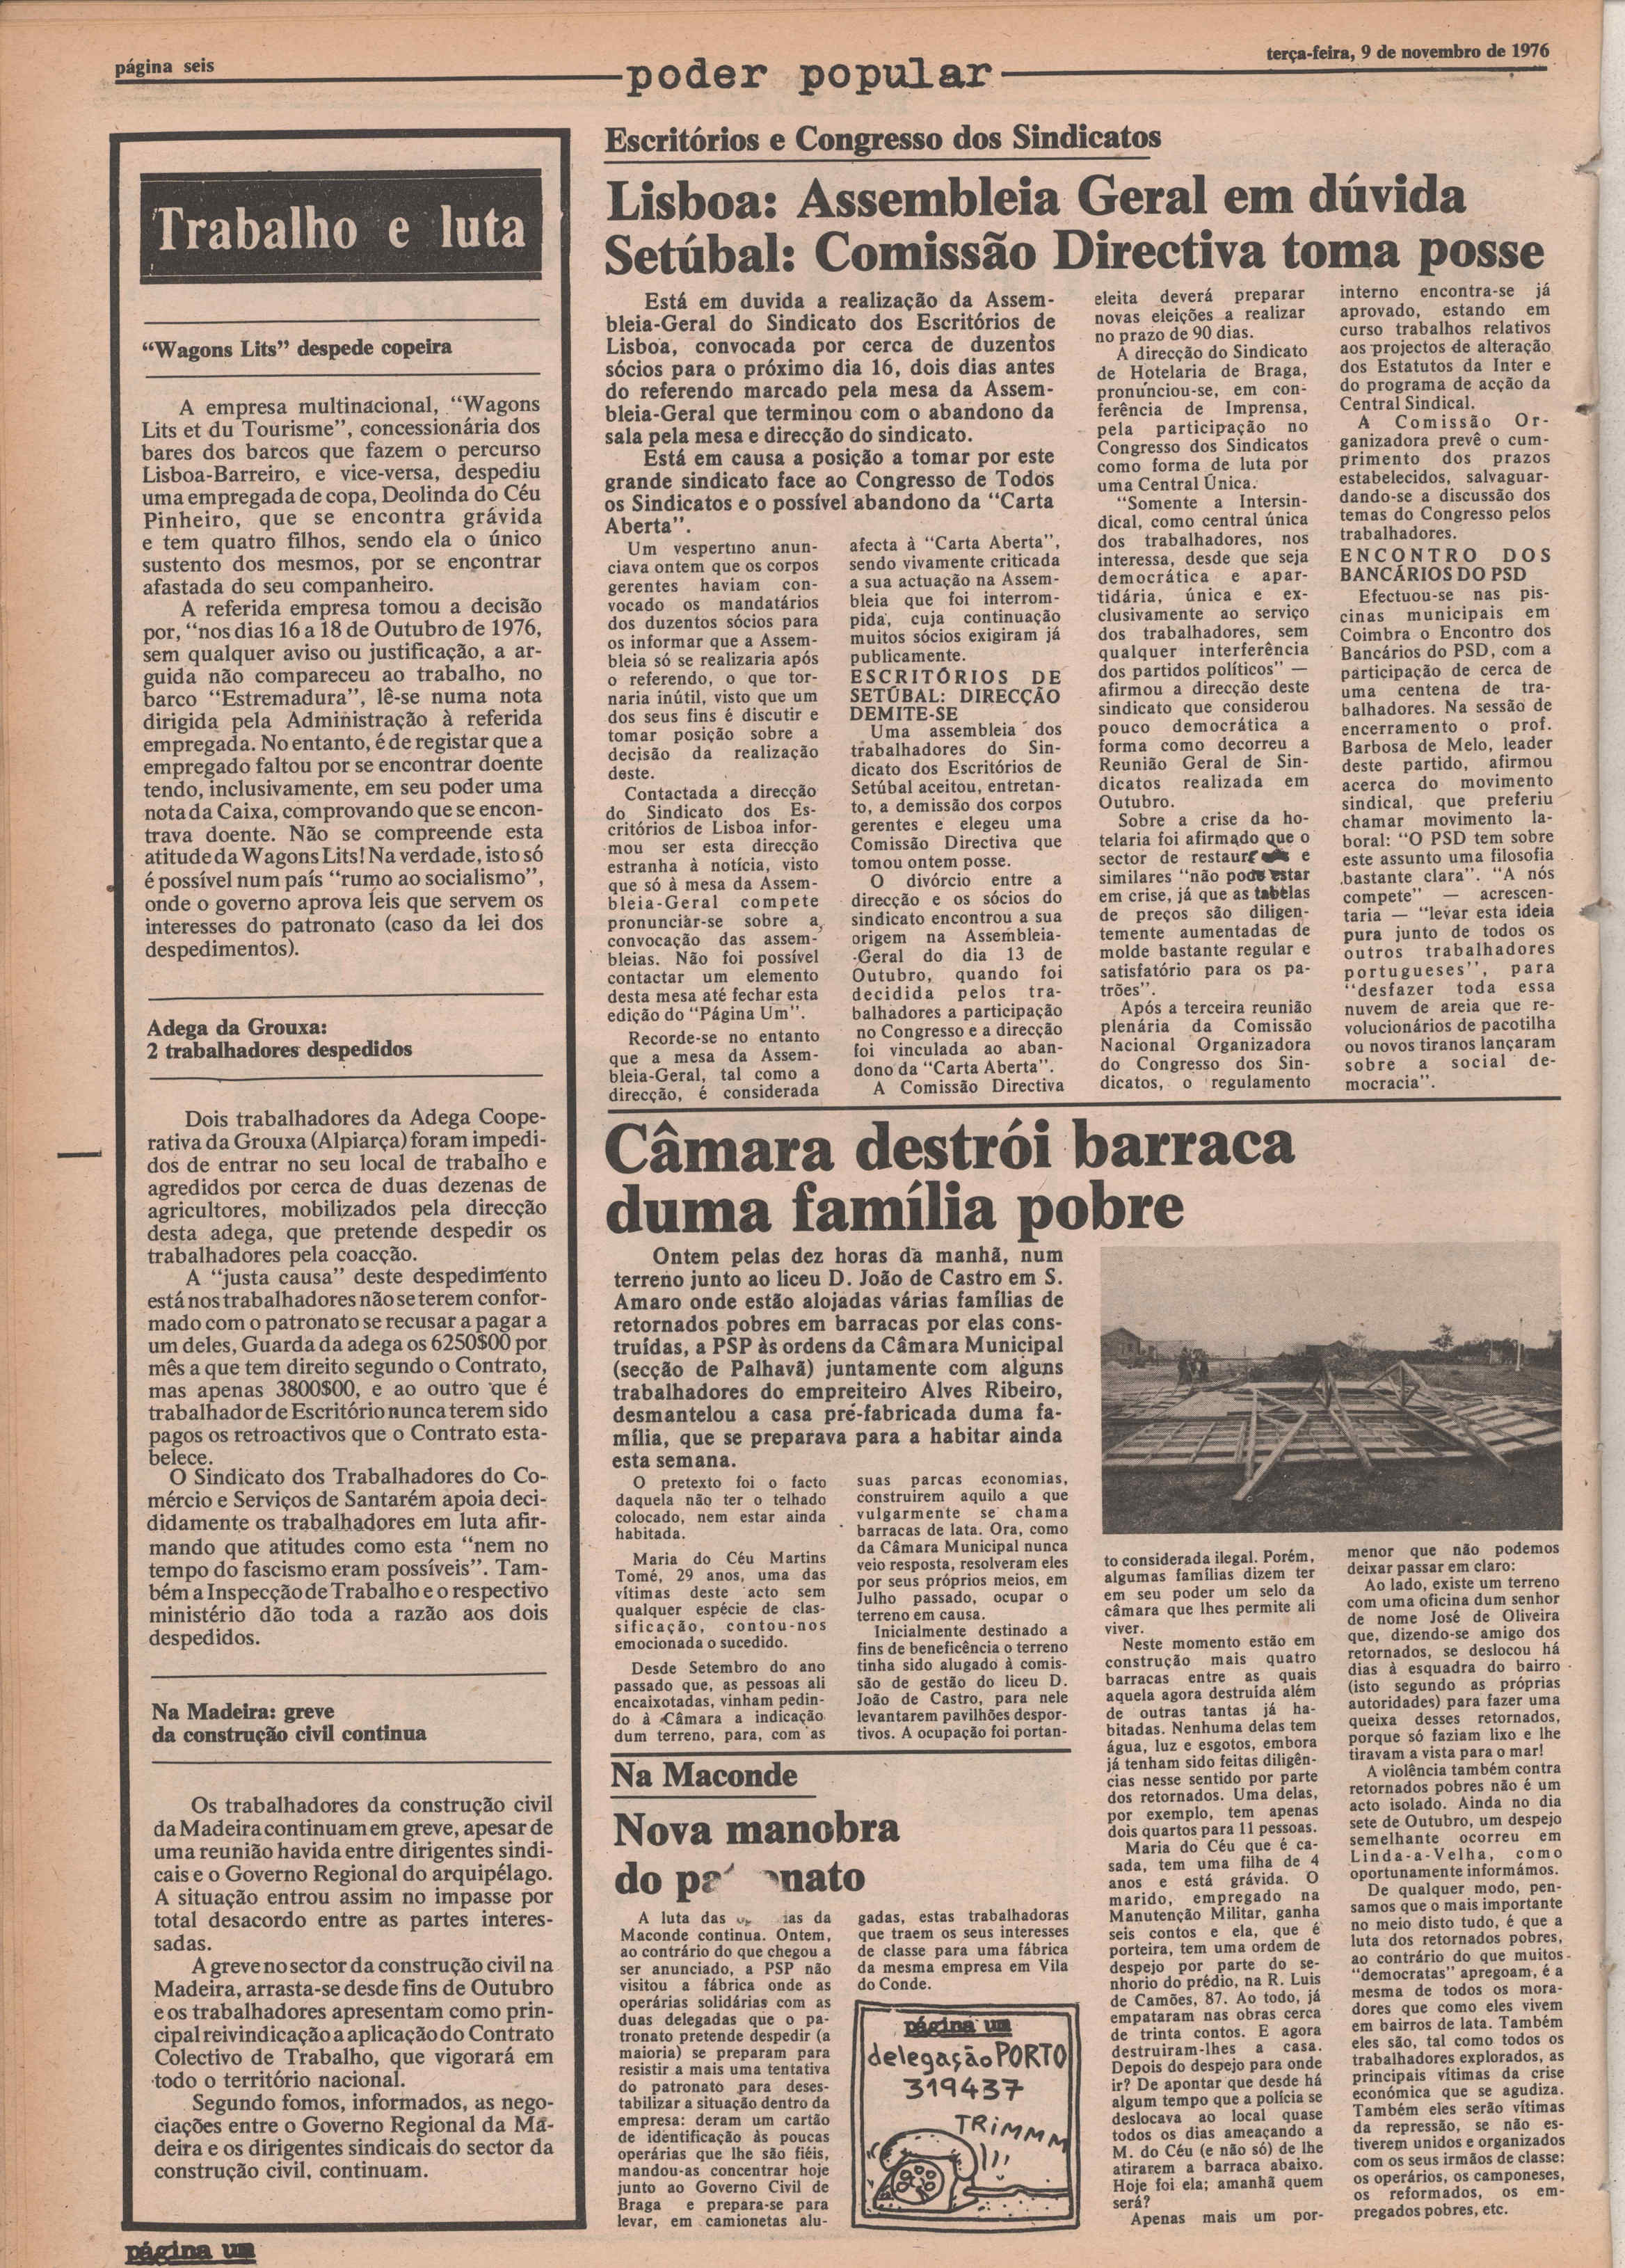 página seis
poder popular
terça-feira, 9 de novembro de 1976
Trabalho e luta
"Wagons Lits" despede copeira
A empresa multinacional, "Wagons
Lits et du Tourisme", concessionária dos
bares dos barcos que fazem o percurso
Lisboa-Barreiro, e vice-versa, despediu
uma empregada de copa, Deolinda do Céu
Pinheiro, que se encontra grávida
e tem quatro filhos, sendo ela o único
sustento dos mesmos, por se encontrar
afastada do seu companheiro.
A referida empresa tomou a decisão
por, "nos dias 16 a 18 de Outubro de 1976,
sem qualquer aviso ou justificação, a ar-
guida não compareceu ao trabalho, no
barco "Estremadura", lê-se numa nota
dirigida pela Administração à referida
empregada. No entanto, é de registar que a
empregado faltou por se encontrar doente
tendo, inclusivamente, em seu poder uma
nota da Caixa, comprovando que se encon-
trava doente. Não se compreende esta
atitude da Wagons Lits! Na verdade, isto só
é possível num país "rumo ao socialismo",
onde o governo aprova leis que servem os
interesses do patronato (caso da lei dos
despedimentos).
Adega da Grouxa:
2 trabalhadores despedidos
Dois trabalhadores da Adega Coope-
rativa da Grouxa (Alpiarça) foram impedi-
dos de entrar no seu local de trabalho e
agredidos por cerca de duas dezenas de
agricultores, mobilizados pela direcção
desta adega, que pretende despedir os
trabalhadores pela coacção.
A "justa causa" deste despedimento
está nos trabalhadores não se terem confor-
mado com o patronato se recusar a pagar a
um deles, Guarda da adega os 6250$00 por
mês a que tem direito segundo o Contrato,
mas apenas 3800$00, e ao outro que é
trabalhador de Escritório nunca terem sido
pagos os retroactivos que o Contrato esta-
belece.
O Sindicato dos Trabalhadores do Co-
mércio e Serviços de Santarém apoia deci-
didamente os trabalhadores em luta afir-
mando que atitudes como esta "nem no
tempo do fascismo eram possíveis". Tam-
bém a Inspecção de Trabalho e o respectivo
ministério dão toda a razão aos dois
despedidos.
Na Madeira: greve
da construção civil continua
Os trabalhadores da construção civil
da Madeira continuam em greve, apesar de
uma reunião havida entre dirigentes sindi-
cais e o Governo Regional do arquipélago.
A situação entrou assim no impasse por
total desacordo entre as partes interes-
sadas.
A greve no sector da construção civil na
Madeira, arrasta-se desde fins de Outubro
e os trabalhadores apresentam como prin-
cipal reivindicação a aplicação do Contrato
Colectivo de Trabalho, que vigorará em
todo o território nacional.
Segundo fomos, informados, as nego-
ciações entre o Governo Regional da Ma-
deira e os dirigentes sindicais do sector da
construção civil, continuam.
página um
Escritórios e Congresso dos Sindicatos
Lisboa: Assembleia Geral em dúvida
Setúbal: Comissão Directiva toma posse
Está em duvida a realização da Assem-
bleia-Geral do Sindicato dos Escritórios de
Lisboa, convocada por cerca de duzentos
sócios para o próximo dia 16, dois dias antes
do referendo marcado pela mesa da Assem-
bleia-Geral que terminou com o abandono da
sala pela mesa e direcção do sindicato.
Está em causa a posição a tomar por este
grande sindicato face ao Congresso de Todos
os Sindicatos e o possível abandono da "Carta
Aberta".
Um vespertino anun-
ciava ontem que os corpos
gerentes haviam con-
vocado os mandatários
dos duzentos sócios para
os informar que a Assem-
bleia só se realizaria após
o referendo, o que tor-
naria inútil, visto que um
dos seus fins é discutir e
tomar posição sobre a
decisão da realização
deste.
Contactada a direcção
do Sindicato dos Es-
critórios de Lisboa infor-
mou ser esta direcção
estranha à notícia, visto
que só à mesa da Assem-
bleia-Geral compete
pronunciar-se sobre a
convocação das assem-
bleias. Não foi possível
contactar um elemento
desta mesa até fechar esta
edição do "Página Um".
Recorde-se no entanto
que a mesa da Assem-
bleia-Geral, tal como a
direcção, é considerada
afecta à "Carta Aberta",
sendo vivamente criticada
a sua actuação na Assem-
bleia que foi interrom-
pida, cuja continuação
muitos sócios exigiram já
publicamente.
ESCRITÓRIOS DE
SETÚBAL: DIRECÇÃO
DEMITE-SE
Uma assembleia dos
trabalhadores do Sin-
dicato dos Escritórios de
Setúbal aceitou, entretan-
to, a demissão dos corpos
gerentes e elegeu uma
Comissão Directiva que
tomou ontem posse.
O divórcio entre a
direcção e os sócios do
sindicato encontrou a sua
origem na Assembleia-
-Geral do dia 13 de
Outubro, quando foi
decidida pelos tra-
balhadores a participação
no Congresso e a direcção
foi vinculada ao aban-
dono da "Carta Aberta".
A Comissão Directiva
eleita deverá preparar
novas eleições a realizar
no prazo de 90 dias.
A direcção do Sindicato
de Hotelaria de Braga,
pronunciou-se, em con-
ferência de Imprensa,
pela participação no
Congresso dos Sindicatos
como forma de luta por
uma Central Única.
"Somente a Intersin-
dical, como central única
dos trabalhadores, nos
interessa, desde que seja
democrática e apar-
tidária, única e ex-
clusivamente ao serviço
dos trabalhadores, sem
qualquer interferência
dos partidos políticos" —
afirmou a direcção deste
sindicato que considerou
pouco democrática a
forma como decorreu a
Reunião Geral de Sin-
dicatos realizada em
Outubro.
Sobre a crise da ho-
telaria foi afirmado que o
sector de e
similares "não pode estar
em crise, já que as tabelas
de preços são diligen-
temente aumentadas de
molde bastante regular e
satisfatório para os pa-
trões".
Após a terceira reunião
plenária da Comissão
Nacional Organizadora
do Congresso dos Sin-
dicatos, o regulamento
interno encontra-se já
aprovado, estando em
curso trabalhos relativos
aos projectos de alteração
dos Estatutos da Inter e
do programa de acção da
Central Sindical.
A Comissão Or-
ganizadora prevê o cum-
primento dos prazos
estabelecidos, salvaguar-
dando-se a discussão dos
temas do Congresso pelos
trabalhadores.
ENCONTRO DOS
BANCÁRIOS DO PSD
Efectuou-se nas pis-
cinas municipais em
Coimbra o Encontro dos
Bancários do PSD, com a
participação de cerca de
uma centena de tra-
balhadores. Na sessão de
encerramento o prof.
Barbosa de Melo, leader
deste partido, afirmou
acerca do movimento
sindical, que preferiu
chamar movimento la-
boral: "O PSD tem sobre
este assunto uma filosofia
bastante clara". "A nós
compete" — acrescen-
taria — "levar esta ideia
pura junto de todos os
outros trabalhadores
portugueses", para
"desfazer toda essa
nuvem de areia que re-
volucionários de pacotilha
ou novos tiranos lançaram
sobre a social de-
mocracia".
Câmara destrói barraca
duma família pobre
Ontem pelas dez horas da manhã, num
terreno junto ao liceu D. João de Castro em S.
Amaro onde estão alojadas várias famílias de
retornados pobres em barracas por elas cons-
truídas, a PSP às ordens da Câmara Municipal
(secção de Palhavã) juntamente com alguns
trabalhadores do empreiteiro Alves Ribeiro,
desmantelou a casa pré-fabricada duma fa-
mília, que se preparava para a habitar ainda
esta semana.
O pretexto foi o facto
daquela não ter o telhado
colocado, nem estar ainda
habitada.
Maria do Céu Martins
Tomé, 29 anos, uma das
vítimas deste acto sem
qualquer espécie de clas-
sificação, contou-nos
emocionada o sucedido.
Desde Setembro do ano
passado que, as pessoas ali
encaixotadas, vinham pedin-
do à Câmara a indicação
dum terreno, para, com as
suas parcas economias,
construirem aquilo a que
vulgarmente se chama
barracas de lata. Ora, como
da Câmara Municipal nunca
veio resposta, resolveram eles
por seus próprios meios, em
Julho passado, ocupar o
terreno em causa.
Inicialmente destinado a
fins de beneficência o terreno
tinha sido alugado à comis-
são de gestão do liceu D.
João de Castro, para nele
levantarem pavilhões despor-
tivos. A ocupação foi portan-
to considerada ilegal. Porém,
algumas famílias dizem ter
em seu poder um selo da
câmara que lhes permite ali
viver.
Neste momento estão em
construção mais quatro
barracas entre as quais
aquela agora destruída além
de outras tantas já ha-
bitadas. Nenhuma delas tem
água, luz e esgotos, embora
já tenham sido feitas diligên-
cias nesse sentido por parte
dos retornados. Uma delas,
por exemplo, tem apenas
dois quartos para 11 pessoas.
Maria do Céu que é ca-
sada, tem uma filha de 4
anos e está grávida. O
marido, empregado na
Manutenção Militar, ganha
seis contos e ela, que é
porteira, tem uma ordem de
despejo por parte do se-
nhorio do prédio, na R. Luis
de Camões, 87. Ao todo, já
empataram nas obras cerca
de trinta contos. E agora
destruiram-lhes a casa.
Depois do despejo para onde
ir? De apontar que desde há
algum tempo que a polícia se
deslocava ao local quase
todos os dias ameaçando a
M. do Céu (e não só) de lhe
atirarem a barraca abaixo.
Hoje foi ela; amanhã quem
será?
Apenas mais um por-
menor que não podemos
deixar passar em claro:
Ao lado, existe um terreno
com uma oficina dum senhor
de nome José de Oliveira
que, dizendo-se amigo dos
retornados, se deslocou há
dias à esquadra do bairro
(isto segundo as próprias
autoridades) para fazer uma
queixa desses retornados,
porque só faziam lixo e lhe
tiravam a vista para o mar!
A violência também contra
retornados pobres não é um
acto isolado. Ainda no dia
sete de Outubro, um despejo
semelhante ocorreu em
Linda-a-Velha, como
oportunamente informámos.
De qualquer modo, pen-
samos que o mais importante
no meio disto tudo, é que a
luta dos retornados pobres,
ao contrário do que muitos
"democratas" apregoam, é a
mesma de todos os mora-
dores que como eles vivem
em bairros de lata. Também
eles são, tal como todos os
trabalhadores explorados, as
principais vítimas da crise
económica que se agudiza.
Também eles serão vítimas
da repressão, se não es-
tiverem unidos e organizados
com os seus irmãos de classe:
os operários, os camponeses,
os reformados, os em-
pregados pobres, etc.
Na Maconde
Nova manobra
do patronato
A luta das da
Maconde continua. Ontem,
ao contrário do que chegou a
ser anunciado, a PSP não
visitou a fábrica onde as
operárias solidárias com as
duas delegadas que o pa-
tronato pretende despedir (a
maioria) se preparam para
resistir a mais uma tentativa
do patronato para deses-
tabilizar a situação dentro da
empresa: deram um cartão
de identificação às poucas
operárias que lhe são fiéis,
mandou-as concentrar hoje
junto ao Governo Civil de
Braga e prepara-se para
levar, em camionetas alu-
gadas, estas trabalhadoras
que traem os seus interesses
de classe para uma fábrica
da mesma empresa em Vila
do Conde.
página um
delegação PORTO
319437
TRIMMM